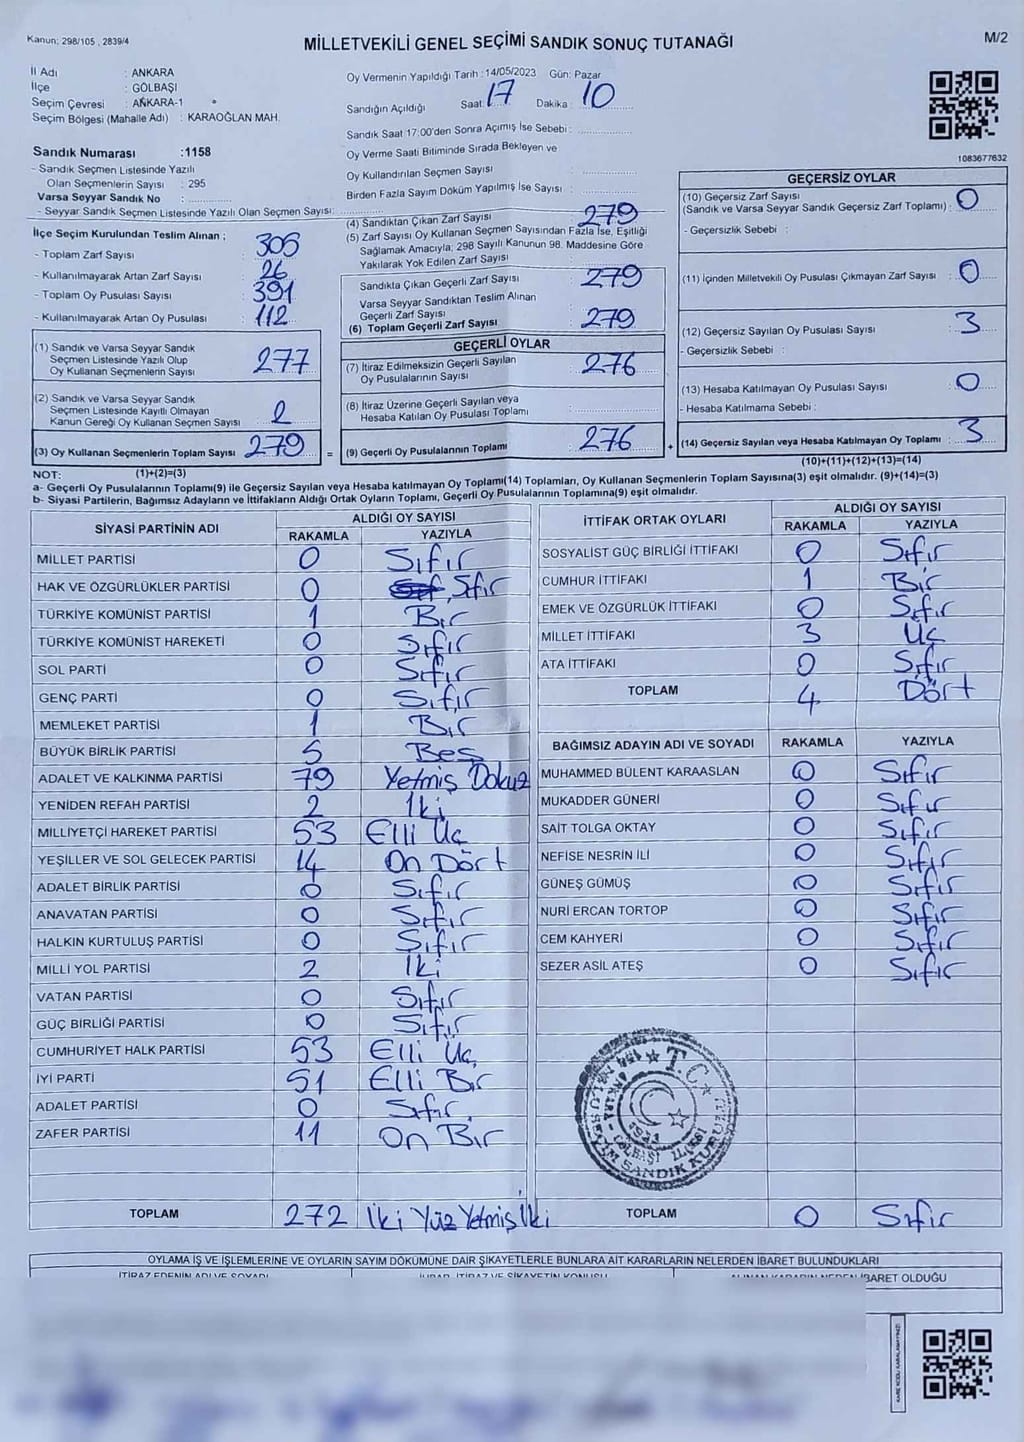 Kanun; 298/105 , 2839/4
MİLLETVEKİLİ GENEL SEÇİMİ SANDIK SONUÇ TUTANAĞI
M/2
İl Adı : ANKARA
İlçe : GÖLBAŞI
Seçim Çevresi : ANKARA-1
Seçim Bölgesi (Mahalle Adı) : KARAOĞLAN MAH.
Sandık Numarası :1158
- Sandık Seçmen Listesinde Yazılı
Olan Seçmenlerin Sayısı : 295
Varsa Seyyar Sandık No :
- Seyyar Sandık Seçmen Listesinde Yazılı Olan Seçmen Sayısı:
Oy Vermenin Yapıldığı Tarih :14/05/2023 Gün: Pazar
Sandığın Açıldığı Saat: 17 Dakika : 10
Sandık Saat 17:00'den Sonra Açımış İse Sebebi :
Oy Verme Saati Bitiminde Sırada Bekleyen ve
Oy Kullandırılan Seçmen Sayısı :
Birden Fazla Sayım Döküm Yapılmış İse Sayısı :
1083677632
İlçe Seçim Kurulundan Teslim Alınan ;
- Toplam Zarf Sayısı : 305
- Kullanılmayarak Artan Zarf Sayısı : 26
- Toplam Oy Pusulası Sayısı : 391
- Kullanılmayarak Artan Oy Pusulası : 112
(1) Sandık ve Varsa Seyyar Sandık
Seçmen Listesinde Yazılı Olup
Oy Kullanan Seçmenlerin Sayısı : 277
(2) Sandık ve Varsa Seyyar Sandık
Seçmen Listesinde Kayıtlı Olmayan
Kanun Gereği Oy Kullanan Seçmen Sayısı : 2
(3) Oy Kullanan Seçmenlerin Toplam Sayısı : 279
(4) Sandıktan Çıkan Zarf Sayısı : 279
(5) Zarf Sayısı Oy Kullanan Seçmen Sayısından Fazla İse, Eşitliği
Sağlamak Amacıyla; 298 Sayılı Kanunun 98. Maddesine Göre
Yakılarak Yok Edilen Zarf Sayısı
Sandıkta Çıkan Geçerli Zarf Sayısı : 279
Varsa Seyyar Sandıktan Teslim Alınan
Geçerli Zarf Sayısı :
(6) Toplam Geçerli Zarf Sayısı : 279
GEÇERLİ OYLAR
(7) İtiraz Edilmeksizin Geçerli Sayılan
Oy Pusulalarının Sayısı : 276
(8) İtiraz Üzerine Geçerli Sayılan veya
Hesaba Katılan Oy Pusulası Toplamı :
= (9) Geçerli Oy Pusulalarının Toplamı : 276
GEÇERSİZ OYLAR
(10) Geçersiz Zarf Sayısı
(Sandık ve Varsa Seyyar Sandık Geçersiz Zarf Toplamı) : 0
- Geçersizlik Sebebi :
(11) İçinden Milletvekili Oy Pusulası Çıkmayan Zarf Sayısı : 0
(12) Geçersiz Sayılan Oy Pusulası Sayısı : 3
- Geçersizlik Sebebi :
(13) Hesaba Katılmayan Oy Pusulası Sayısı : 0
- Hesaba Katılmama Sebebi :
+ (14) Geçersiz Sayılan veya Hesaba Katılmayan Oy Toplamı : 3
NOT: (1)+(2)=(3)
(10)+(11)+(12)+(13)=(14)
a- Geçerli Oy Pusulalarının Toplamı(9) ile Geçersiz Sayılan veya Hesaba katılmayan Oy Toplamı(14) Toplamları, Oy Kullanan Seçmenlerin Toplam Sayısına(3) eşit olmalıdır. (9)+(14)=(3)
b- Siyasi Partilerin, Bağımsız Adayların ve İttifakların Aldığı Ortak Oyların Toplamı, Geçerli Oy Pusulalarının Toplamına(9) eşit olmalıdır.
SİYASİ PARTİNİN ADI ALDIĞI OY SAYISI
RAKAMLA YAZIYLA
MİLLET PARTİSİ 0 Sıfır
HAK VE ÖZGÜRLÜKLER PARTİSİ 0 Sıfır
TÜRKİYE KOMÜNİST PARTİSİ 1 Bir
TÜRKİYE KOMÜNİST HAREKETİ 0 Sıfır
SOL PARTİ 0 Sıfır
GENÇ PARTİ 0 Sıfır
MEMLEKET PARTİSİ 1 Bir
BÜYÜK BİRLİK PARTİSİ 5 Beş
ADALET VE KALKINMA PARTİSİ 79 Yetmiş Dokuz
YENİDEN REFAH PARTİSİ 2 İki
MİLLİYETÇİ HAREKET PARTİSİ 53 Elli Üç
YEŞİLLER VE SOL GELECEK PARTİSİ 14 On Dört
ADALET BİRLİK PARTİSİ 0 Sıfır
ANAVATAN PARTİSİ 0 Sıfır
HALKIN KURTULUŞ PARTİSİ 0 Sıfır
MİLLİ YOL PARTİSİ 2 İki
VATAN PARTİSİ 0 Sıfır
GÜÇ BİRLİĞİ PARTİSİ 0 Sıfır
CUMHURİYET HALK PARTİSİ 53 Elli Üç
İYİ PARTİ 51 Elli Bir
ADALET PARTİSİ 0 Sıfır.
ZAFER PARTİSİ 11 On Bir
TOPLAM 272 İki Yüz Yetmiş İki
İTTİFAK ORTAK OYLARI ALDIĞI OY SAYISI
RAKAMLA YAZIYLA
SOSYALİST GÜÇ BİRLİĞİ İTTİFAKI 0 Sıfır
CUMHUR İTTİFAKI 1 Bir
EMEK VE ÖZGÜRLÜK İTTİFAKI 0 Sıfır
MİLLET İTTİFAKI 3 Üç
ATA İTTİFAKI 0 Sıfır
TOPLAM 4 Dört
BAĞIMSIZ ADAYIN ADI VE SOYADI RAKAMLA YAZIYLA
MUHAMMED BÜLENT KARAASLAN 0 Sıfır
MUKADDER GÜNERİ 0 Sıfır
SAİT TOLGA OKTAY 0 Sıfır
NEFİSE NESRİN İLİ 0 Sıfır
GÜNEŞ GÜMÜŞ 0 Sıfır
NURİ ERCAN TORTOP 0 Sıfır
CEM KAHYERİ 0 Sıfır
SEZER ASİL ATEŞ 0 Sıfır
T.C.
ANKARA - GÖLBAŞI İLÇESİ
SANDIK KURULU
TOPLAM 0 Sıfır
OYLAMA İŞ VE İŞLEMLERİNE VE OYLARIN SAYIM DÖKÜMÜNE DAİR ŞİKAYETLERLE BUNLARA AİT KARARLARIN NELERDEN İBARET BULUNDUKLARI
İTİRAZ EDENİN ADI VE SOYADI
İTİRAZ VE ŞİKAYETİN KONUSU
ALINAN KARARIN NEDEN İBARET OLDUĞU